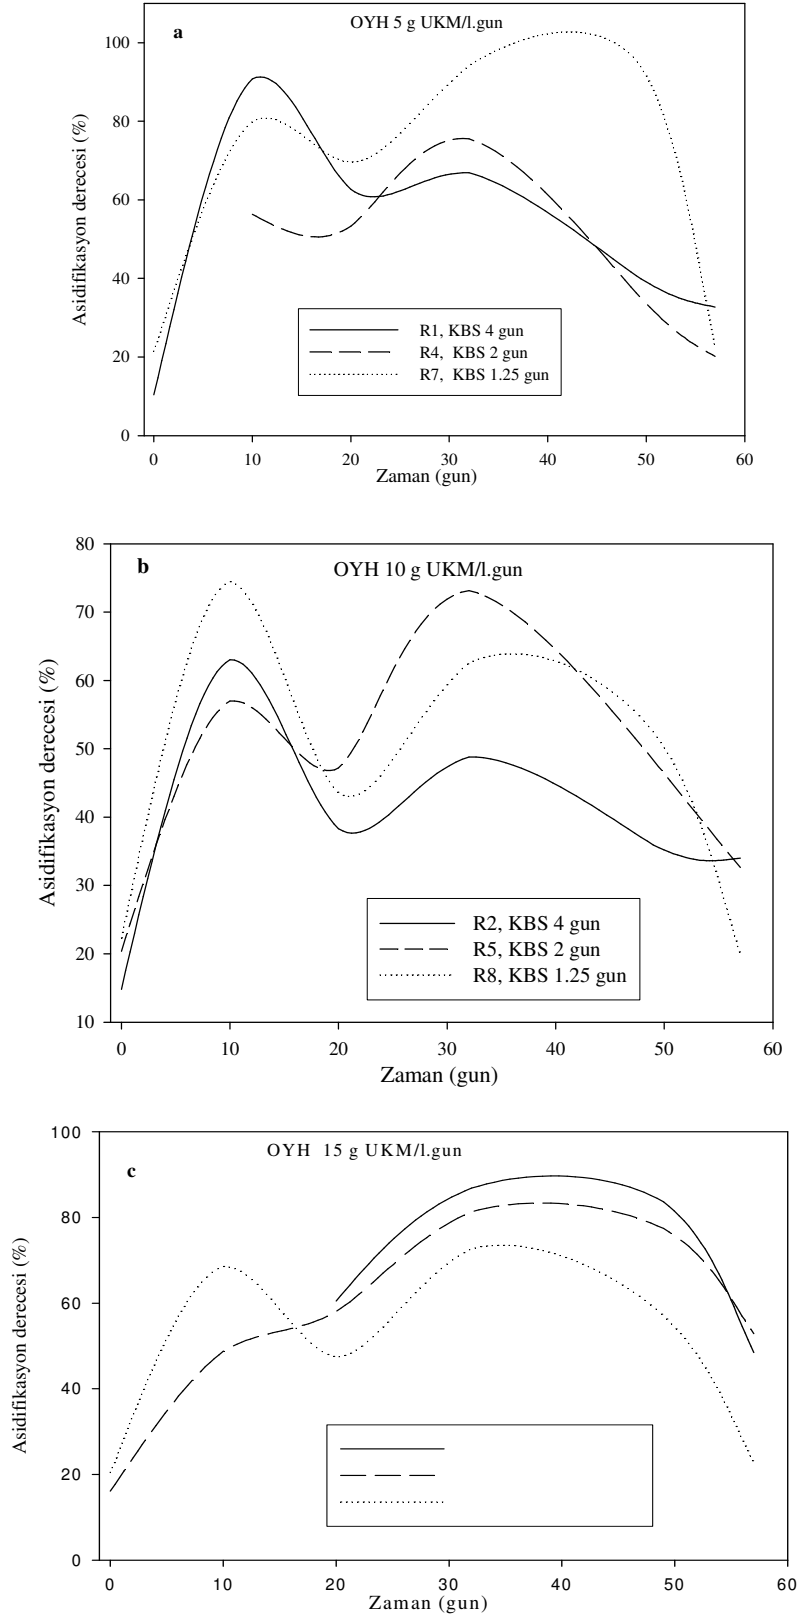 a
OYH 5 g UKM/l.gun
100
80
60
40
20
0
Asidifikasyon derecesi (%)
R1, KBS 4 gun
R4, KBS 2 gun
R7, KBS 1.25 gun
0 10 20 30 40 50 60
Zaman (gun)
b
OYH 10 g UKM/l.gun
80
70
60
50
40
30
20
10
Asidifikasyon derecesi (%)
R2, KBS 4 gun
R5, KBS 2 gun
R8, KBS 1.25 gun
0 10 20 30 40 50 60
Zaman (gun)
c
OYH 15 g UKM/l.gun
100
80
60
40
20
0
Asidifikasyon derecesi (%)
0 10 20 30 40 50 60
Zaman (gun)